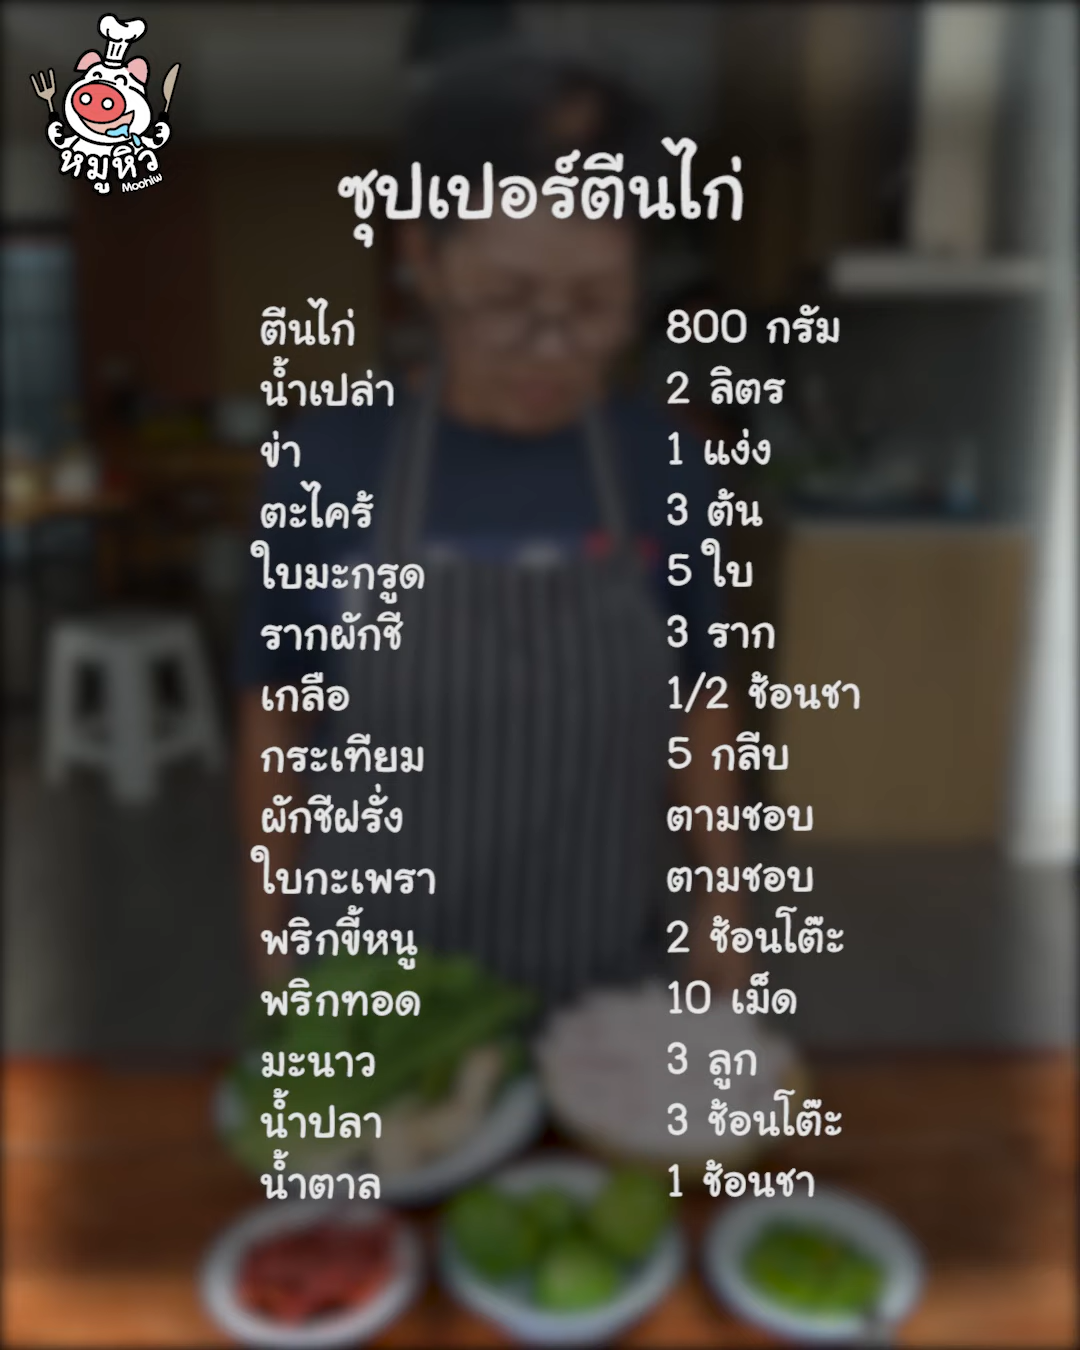 หมูหิว
Moohiw
ซุปเปอร์ตีนไก่
ตีนไก่ 800 กรัม
น้ำเปล่า 2 ลิตร
ข่า 1 แง่ง
ตะไคร้ 3 ต้น
ใบมะกรูด 5 ใบ
รากผักชี 3 ราก
เกลือ 1/2 ช้อนชา
กระเทียม 5 กลีบ
ผักชีฝรั่ง ตามชอบ
ใบกะเพรา ตามชอบ
พริกขี้หนู 2 ช้อนโต๊ะ
พริกทอด 10 เม็ด
มะนาว 3 ลูก
น้ำปลา 3 ช้อนโต๊ะ
น้ำตาล 1 ช้อนชา